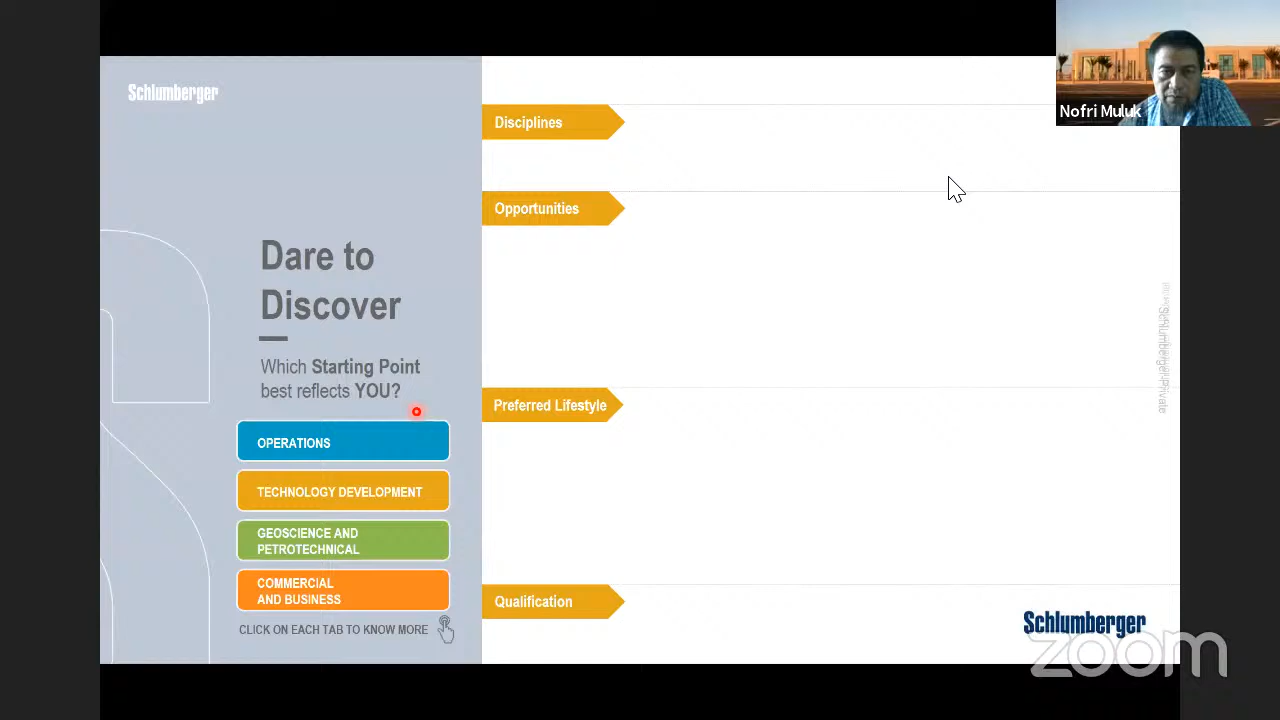 Schlumberger
Dare to
Discover
Which Starting Point
best reflects YOU?
OPERATIONS
TECHNOLOGY DEVELOPMENT
GEOSCIENCE AND
PETROTECHNICAL
COMMERCIAL
AND BUSINESS
CLICK ON EACH TAB TO KNOW MORE
Disciplines
Opportunities
Preferred Lifestyle
Qualification
Schlumberger
zoom
Nofri Muluk